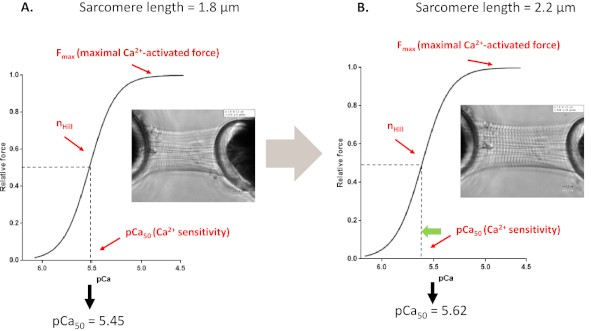 A.
Sarcomere length = 1.8 µm
Fmax (maximal Ca2+-activated force)
1.0
0.8
nHill
0.6
Relative force
0.4
0.2
pCa50 (Ca2+ sensitivity)
0.0
6.0 5.5 5.0 4.5
pCa
pCa50 = 5.45
B.
Sarcomere length = 2.2 µm
Fmax (maximal Ca2+-activated force)
1.0
0.8
nHill
0.6
Relative force
0.4
0.2
pCa50 (Ca2+ sensitivity)
0.0
6.0 5.5 5.0 4.5
pCa
pCa50 = 5.62